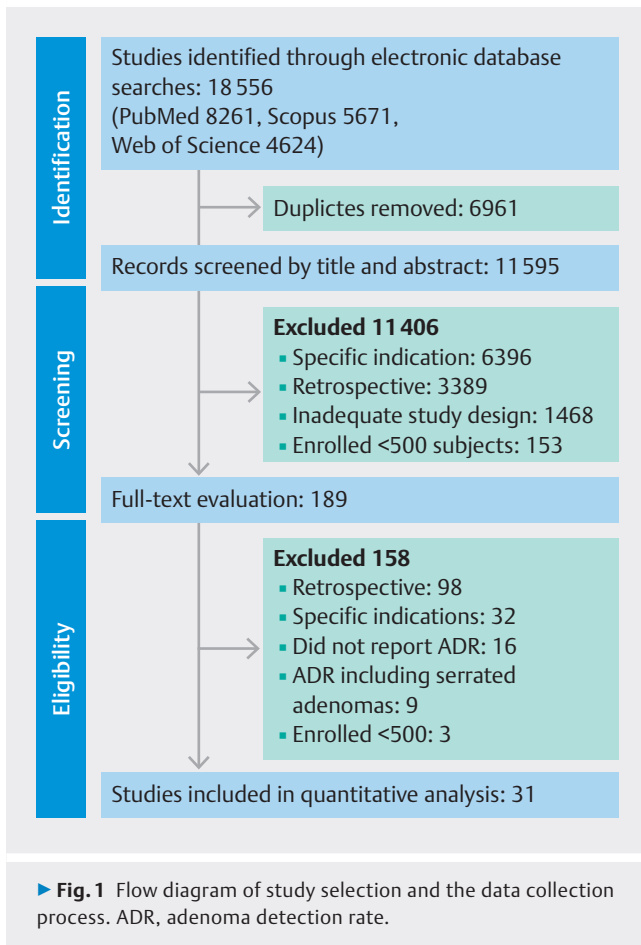 Identification
Studies identified through electronic database
searches: 18 556
(PubMed 8261, Scopus 5671,
Web of Science 4624)
Duplictes removed: 6961
Records screened by title and abstract: 11 595
Screening
Excluded 11 406
▪ Specific indication: 6396
▪ Retrospective: 3389
▪ Inadequate study design: 1468
▪ Enrolled <500 subjects: 153
Full-text evaluation: 189
Eligibility
Excluded 158
▪ Retrospective: 98
▪ Specific indications: 32
▪ Did not report ADR: 16
▪ ADR including serrated
adenomas: 9
▪ Enrolled <500: 3
Studies included in quantitative analysis: 31
► Fig. 1 Flow diagram of study selection and the data collection
process. ADR, adenoma detection rate.